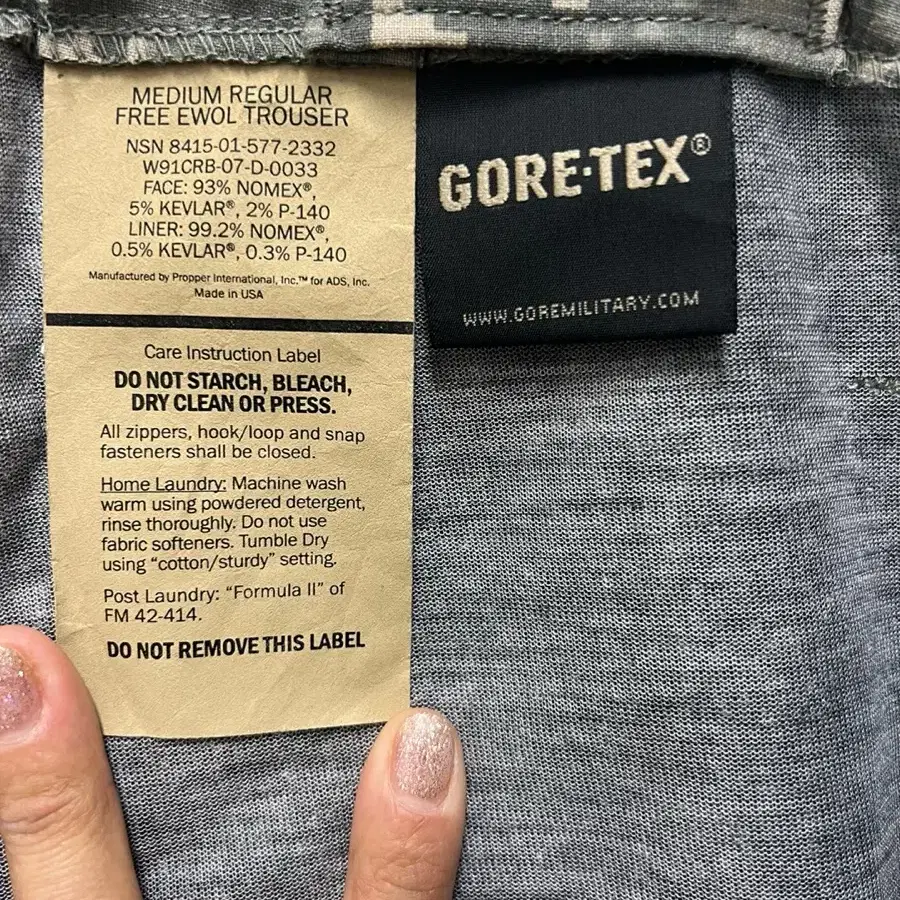 MEDIUM REGULAR
FREE EWOL TROUSER
NSN 8415-01-577-2332
W91CRB-07-D-0033
FACE: 93% NOMEX®,
5% KEVLAR®, 2% P-140
LINER: 99.2% NOMEX®,
0.5% KEVLAR®, 0.3% P-140
Manufactured by Propper International, Inc.™ for ADS, Inc.
Made in USA
Care Instruction Label
DO NOT STARCH, BLEACH,
DRY CLEAN OR PRESS.
All zippers, hook/loop and snap
fasteners shall be closed.
Home Laundry: Machine wash
warm using powdered detergent,
rinse thoroughly. Do not use
fabric softeners. Tumble Dry
using "cotton/sturdy" setting.
Post Laundry: "Formula II" of
FM 42-414.
DO NOT REMOVE THIS LABEL
GORE-TEX®
WWW.GOREMILITARY.COM